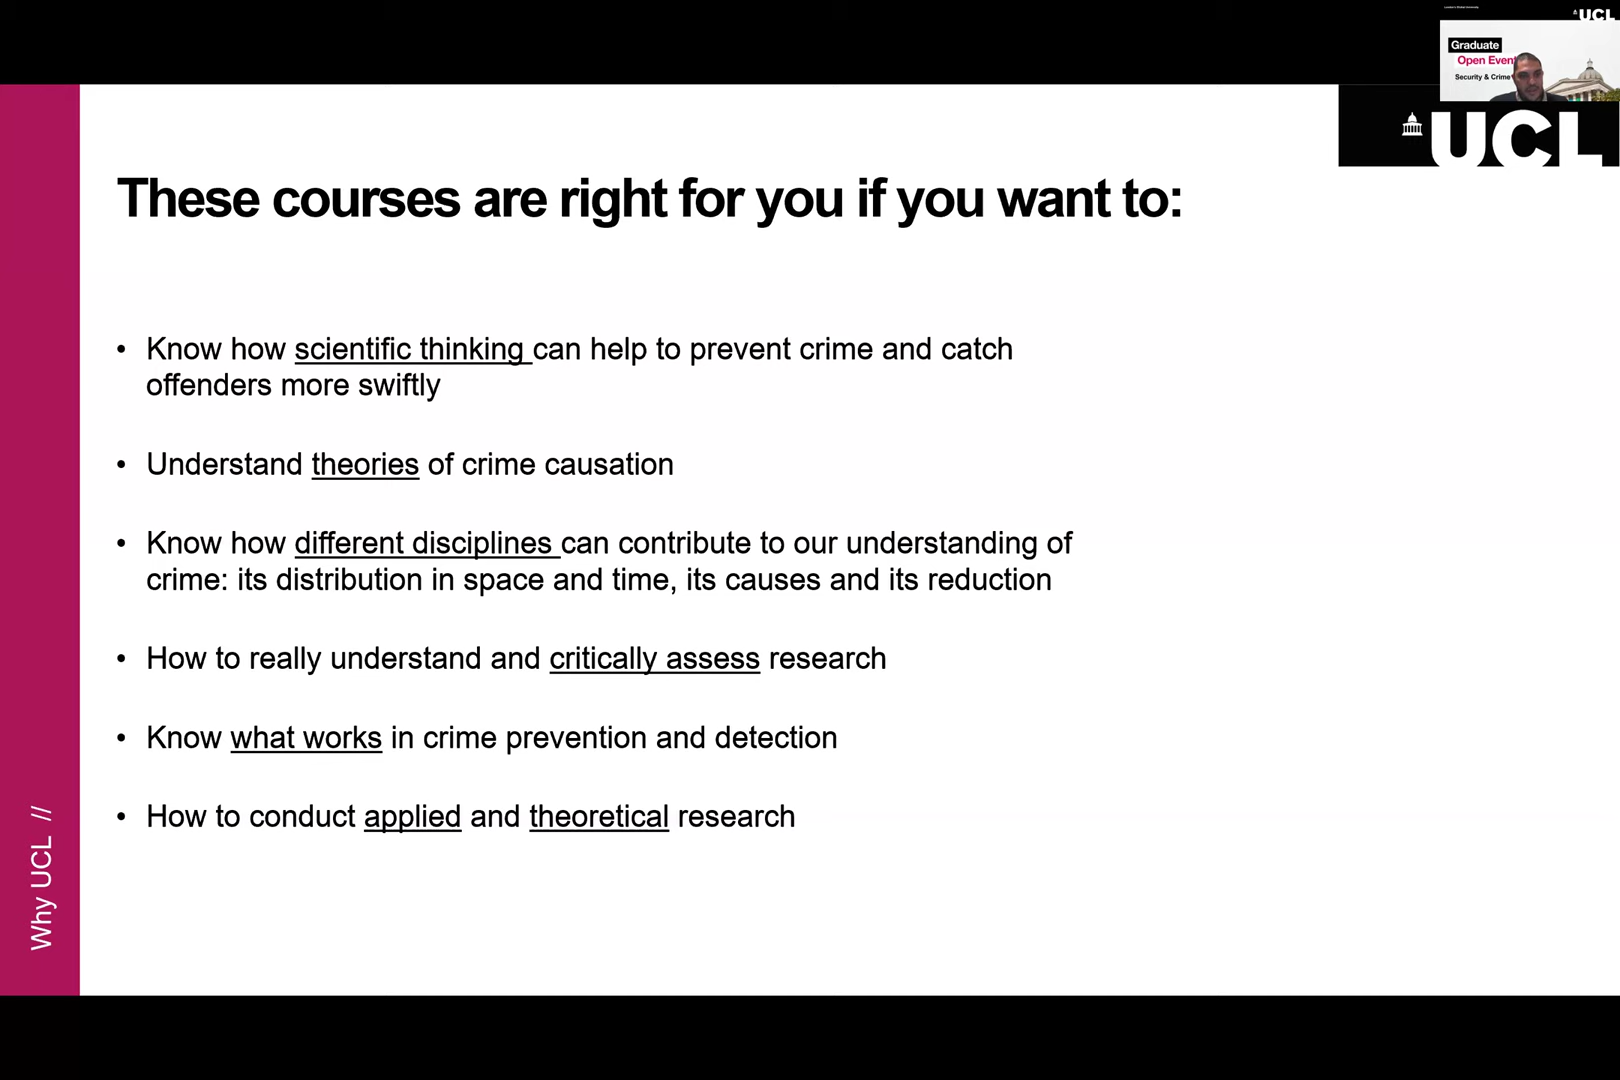 UCL
Graduate
Open Event
Security & Crime
UCL
These courses are right for you if you want to:
• Know how scientific thinking can help to prevent crime and catch
offenders more swiftly
• Understand theories of crime causation
• Know how different disciplines can contribute to our understanding of
crime: its distribution in space and time, its causes and its reduction
• How to really understand and critically assess research
• Know what works in crime prevention and detection
• How to conduct applied and theoretical research
Why UCL //